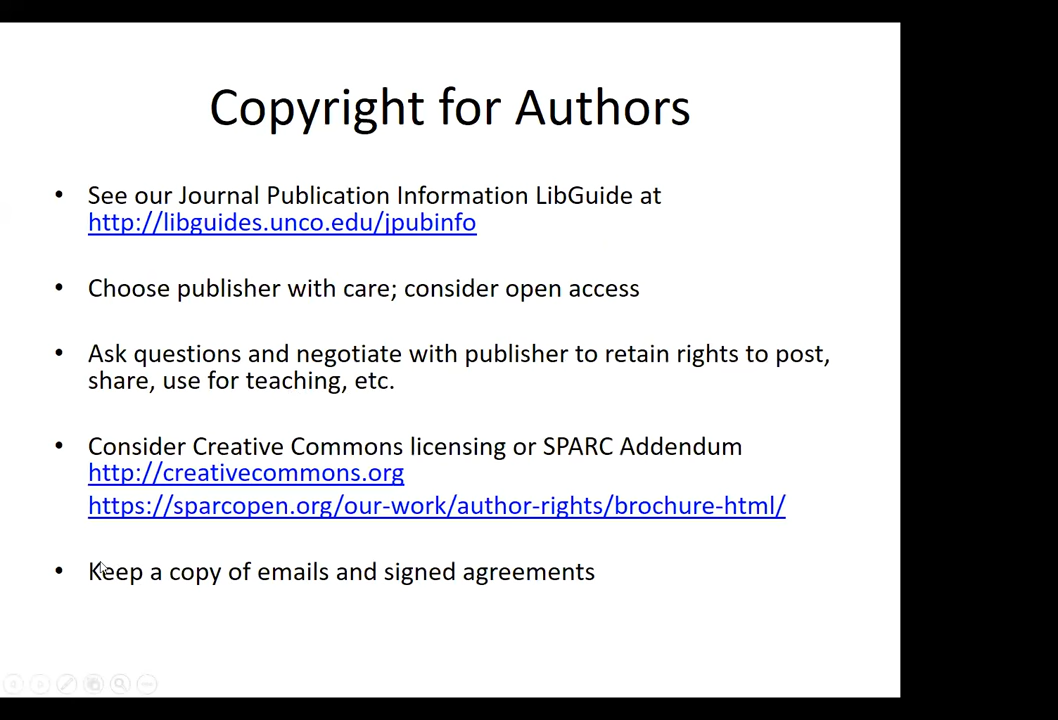 Copyright for Authors
• See our Journal Publication Information LibGuide at
http://libguides.unco.edu/jpubinfo
• Choose publisher with care; consider open access
• Ask questions and negotiate with publisher to retain rights to post,
share, use for teaching, etc.
• Consider Creative Commons licensing or SPARC Addendum
http://creativecommons.org
https://sparcopen.org/our-work/author-rights/brochure-html/
• Keep a copy of emails and signed agreements